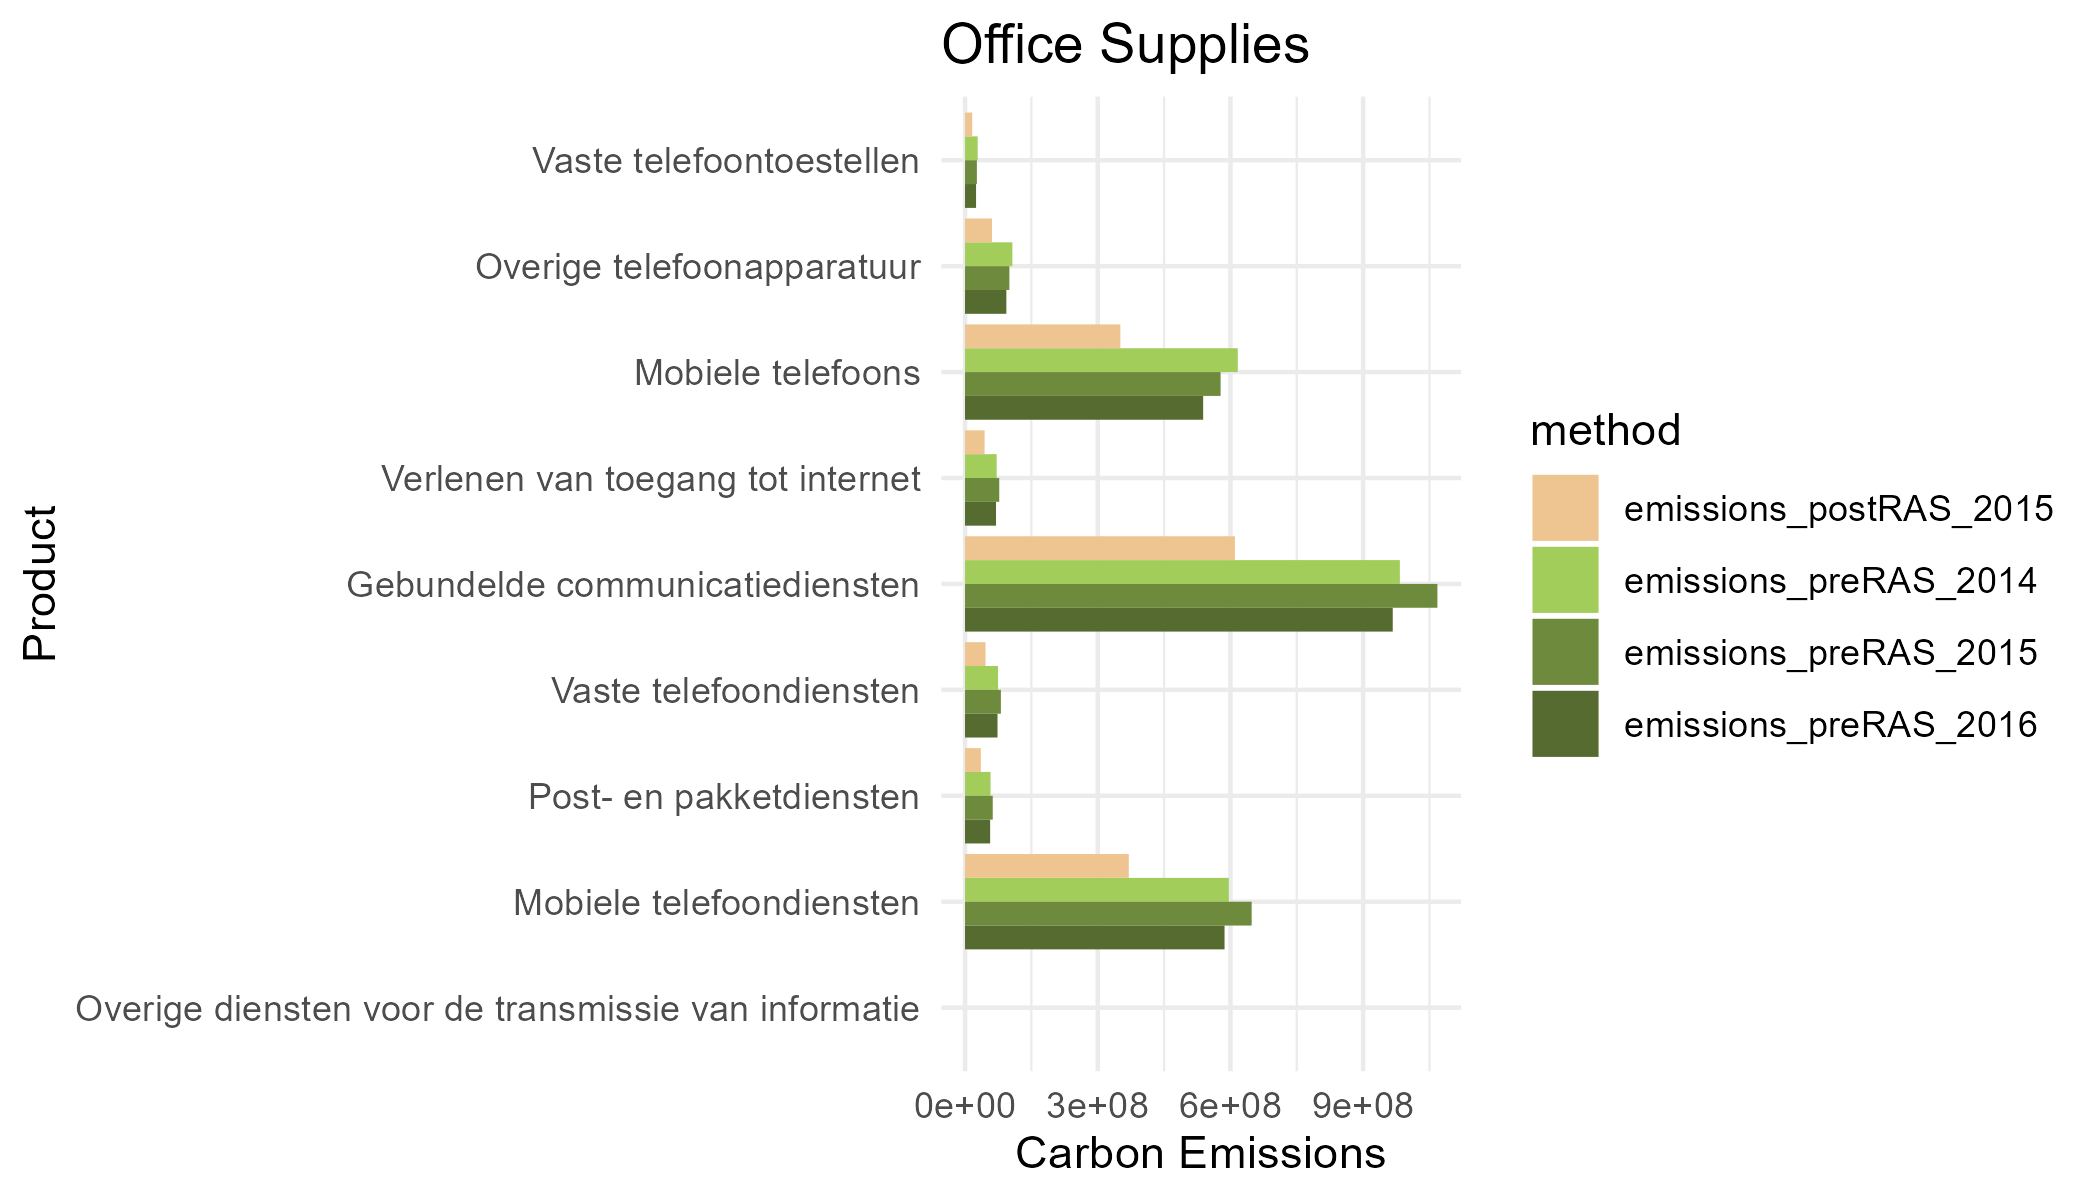 Office Supplies
Vaste telefoontoestellen
Overige telefoonapparatuur
Mobiele telefoons
Verlenen van toegang tot internet
Gebundelde communicatiediensten
Vaste telefoondiensten
Post- en pakketdiensten
Mobiele telefoondiensten
Overige diensten voor de transmissie van informatie
Product
0e+00 3e+08 6e+08 9e+08
Carbon Emissions
method
emissions_postRAS_2015
emissions_preRAS_2014
emissions_preRAS_2015
emissions_preRAS_2016